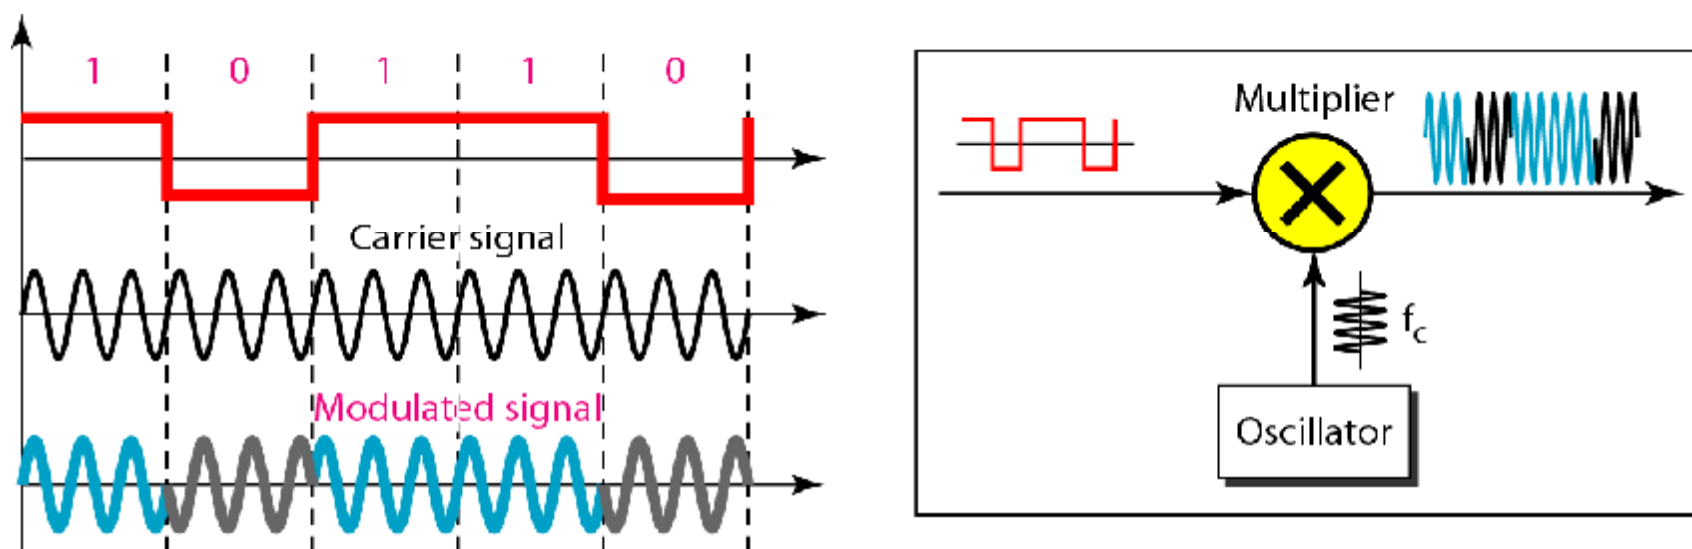 1 0 1 1 0
Carrier signal
Modulated signal
Multiplier
fc
Oscillator